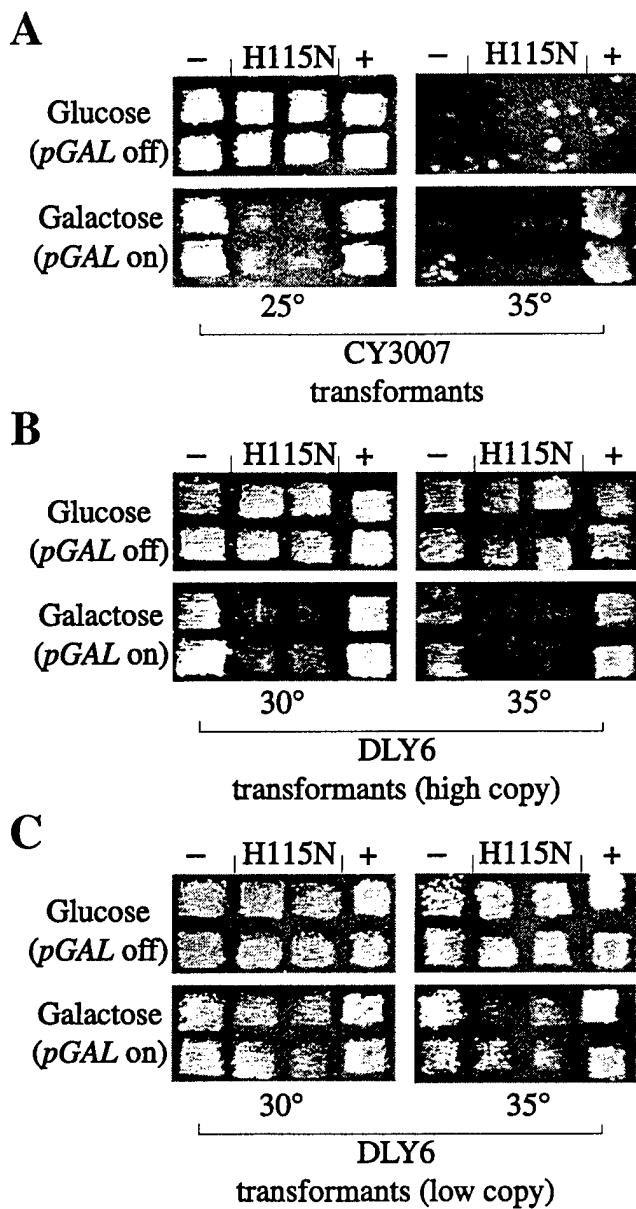 A
– H115N +
– H115N +
Glucose
(pGAL off)
Galactose
(pGAL on)
25°
35°
CY3007
transformants
B
– H115N +
– H115N +
Glucose
(pGAL off)
Galactose
(pGAL on)
30°
35°
DLY6
transformants (high copy)
C
– H115N +
– H115N +
Glucose
(pGAL off)
Galactose
(pGAL on)
30°
35°
DLY6
transformants (low copy)